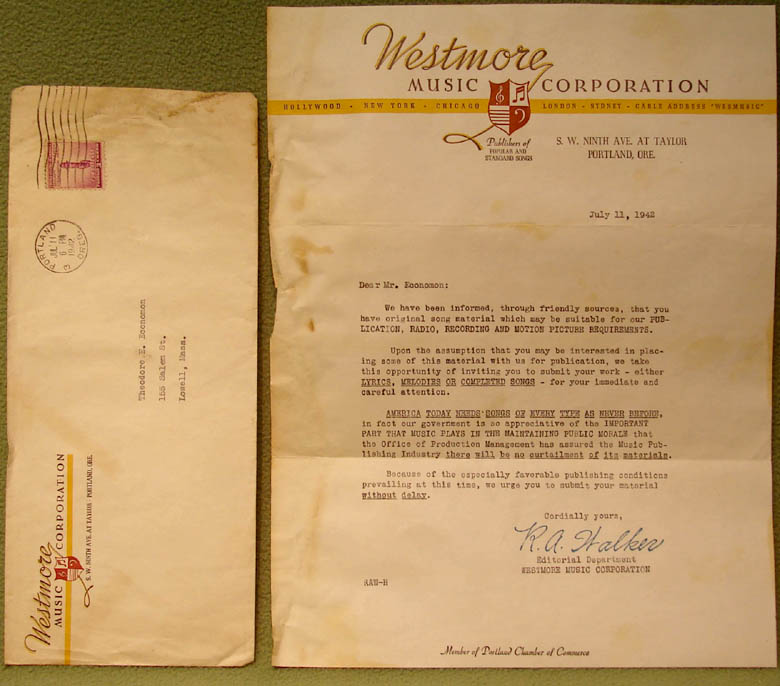 Westmore
MUSIC CORPORATION
HOLLYWOOD - NEW YORK - CHICAGO LONDON - SYDNEY - CABLE ADDRESS "WESMUSIC"
Publishers of
POPULAR AND
STANDARD SONGS
S. W. NINTH AVE. AT TAYLOR
PORTLAND, ORE.
July 11, 1942
Dear Mr. Economon:
We have been informed, through friendly sources, that you
have original song material which may be suitable for our PUB-
LICATION, RADIO, RECORDING AND MOTION PICTURE REQUIREMENTS.
Upon the assumption that you may be interested in plac-
ing some of this material with us for publication, we take
this opportunity of inviting you to submit your work - either
LYRICS, MELODIES OR COMPLETED SONGS - for your immediate and
careful attention.
AMERICA TODAY NEEDS SONGS OF EVERY TYPE AS NEVER BEFORE,
in fact our government is so appreciative of the IMPORTANT
PART THAT MUSIC PLAYS IN THE MAINTAINING PUBLIC MORALE that
the Office of Production Management has assured the Music Pub-
lishing Industry there will be no curtailment of its materials.
Because of the especially favorable publishing conditions
prevailing at this time, we urge you to submit your material
without delay.
Cordially yours,
R. A. Walker
Editorial Department
WESTMORE MUSIC CORPORATION
RAW-H
Member of Portland Chamber of Commerce
PORTLAND
OREG.
JUL 11
6 PM
1942
Theodore E. Economon
155 Salem St.
Lowell, Mass.
Westmore
MUSIC CORPORATION
S. W. NINTH AVE. AT TAYLOR PORTLAND, ORE.